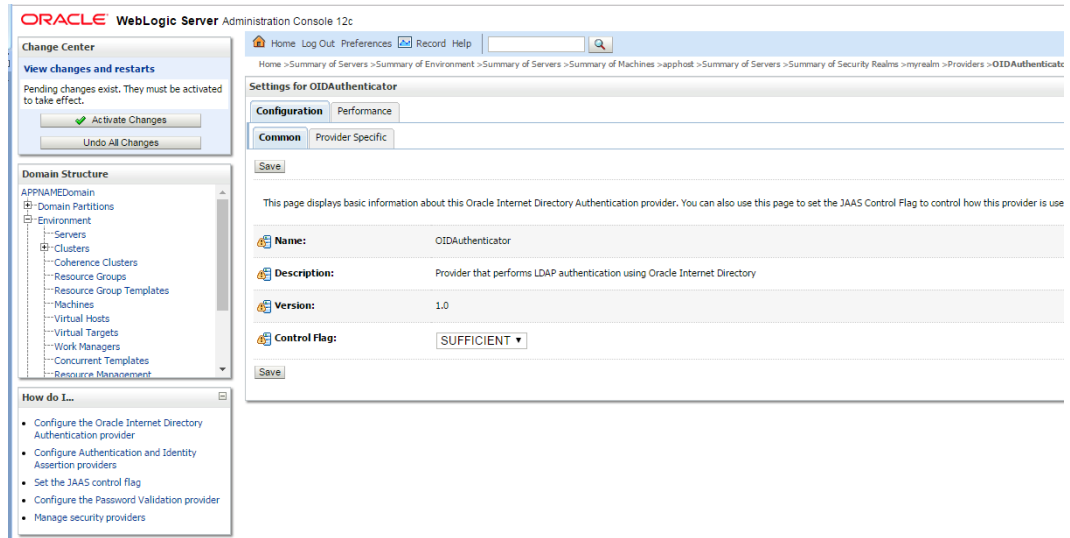 ORACLE WebLogic Server Administration Console 12c
Change Center
View changes and restarts
Pending changes exist. They must be activated
to take effect.
Activate Changes
Undo All Changes
Domain Structure
APPNAMEDomain
Domain Partitions
Environment
Servers
Clusters
Coherence Clusters
Resource Groups
Resource Group Templates
Machines
Virtual Hosts
Virtual Targets
Work Managers
Concurrent Templates
Resource Management
How do I...
Configure the Oracle Internet Directory
Authentication provider
Configure Authentication and Identity
Assertion providers
Set the JAAS control flag
Configure the Password Validation provider
Manage security providers
Home Log Out Preferences Record Help
Home >Summary of Servers >Summary of Environment >Summary of Servers >Summary of Machines >apphost >Summary of Servers >Summary of Security Realms >myrealm >Providers >OIDAuthenticato
Settings for OIDAuthenticator
Configuration Performance
Common Provider Specific
Save
This page displays basic information about this Oracle Internet Directory Authentication provider. You can also use this page to set the JAAS Control Flag to control how this provider is use
Name: OIDAuthenticator
Description: Provider that performs LDAP authentication using Oracle Internet Directory
Version: 1.0
Control Flag: SUFFICIENT
Save